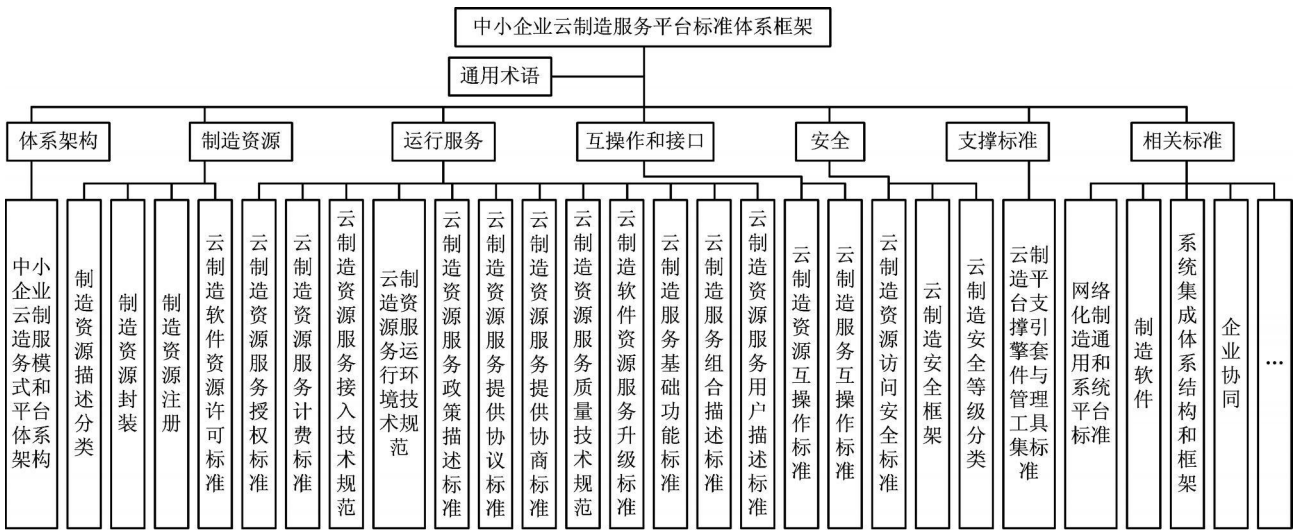 中小企业云制造服务平台标准体系框架
通用术语
体系架构
制造资源
运行服务
互操作和接口
安全
支撑标准
相关标准
中小企业云制造服务模式和平台体系架构
制造资源描述分类
制造资源封装
制造资源注册
云制造软件资源许可标准
云制造资源服务授权标准
云制造资源服务计费标准
云制造资源服务接入技术规范
云制造资源服务运行环境技术规范
云制造资源服务政策描述标准
云制造资源服务提供协议标准
云制造资源服务提供协商标准
云制造资源服务质量技术规范
云制造软件资源服务升级标准
云制造服务基础功能标准
云制造服务组合描述标准
云制造资源服务用户描述标准
云制造资源互操作标准
云制造服务互操作标准
云制造资源访问安全标准
云制造安全框架
云制造安全等级分类
云制造平台支撑引擎套件与管理工具集标准
网络化制造通用和系统平台标准
制造软件
系统集成体系结构和框架
企业协同
…